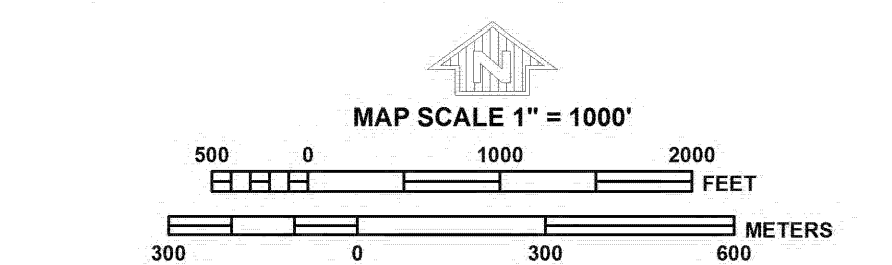 N
MAP SCALE 1" = 1000'
500 0 1000 2000
FEET
METERS
300 0 300 600